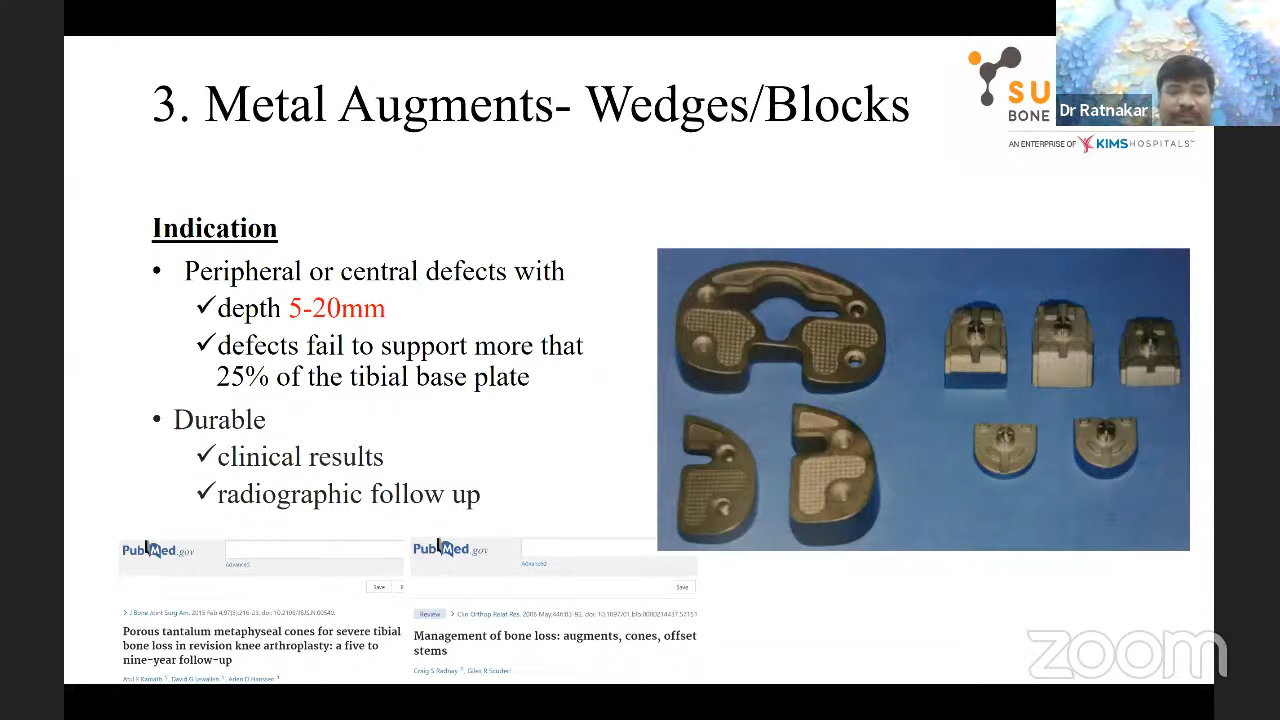 3. Metal Augments- Wedges/Blocks
SU
BONE
Dr Ratnakar
AN ENTERPRISE OF KIMSHOSPITALS
Indication
• Peripheral or central defects with
✓depth 5-20mm
✓defects fail to support more that
25% of the tibial base plate
• Durable
✓clinical results
✓radiographic follow up
PubMed.gov
Advanced
Save
J Bone Joint Surg Am. 2015 Feb 4;97(3):216-23. doi: 10.2106/JBJS.N.00540.
Porous tantalum metaphyseal cones for severe tibial
bone loss in revision knee arthroplasty: a five to
nine-year follow-up
Atul F Kamath, David G Lewallen, Arlen D Hanssen
PubMed.gov
Advanced
Save
Review Clin Orthop Relat Res. 2006 May;446:83-92. doi: 10.1097/01.blo.0000214437.57151
Management of bone loss: augments, cones, offset
stems
Craig S Radnay, Giles R Scuderi
zoom